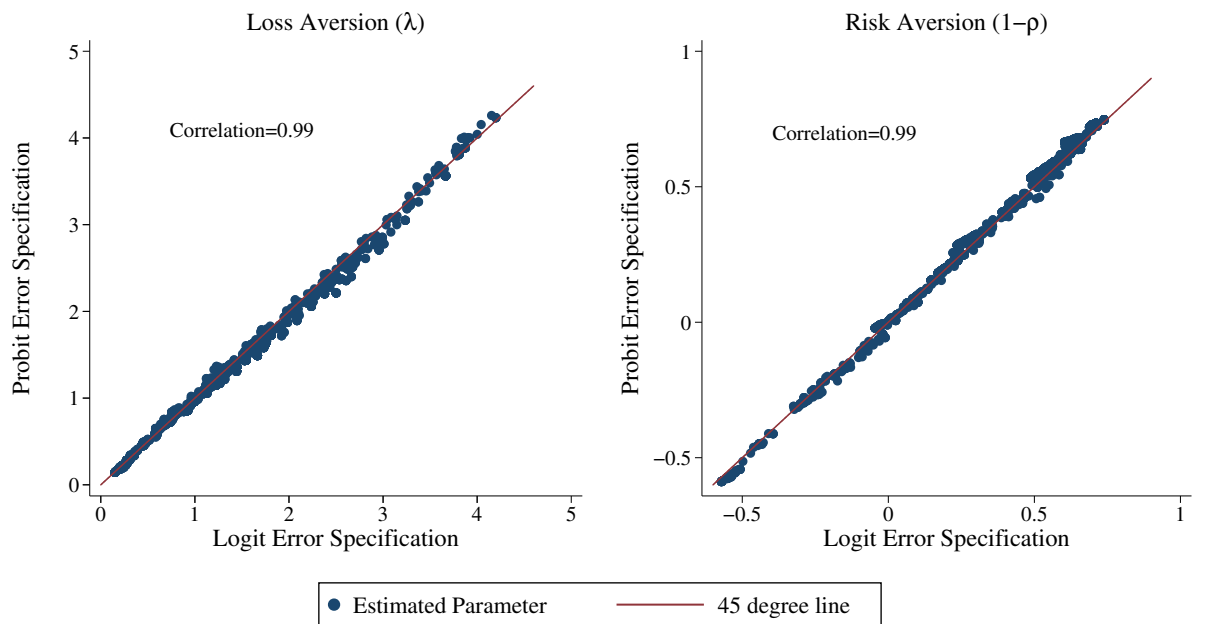 Loss Aversion (λ)
Probit Error Specification
5
4
3
2
1
0
Correlation=0.99
0 1 2 3 4 5
Logit Error Specification
Risk Aversion (1−ρ)
Probit Error Specification
1
0.5
0
−0.5
Correlation=0.99
−0.5 0 0.5 1
Logit Error Specification
Estimated Parameter
45 degree line